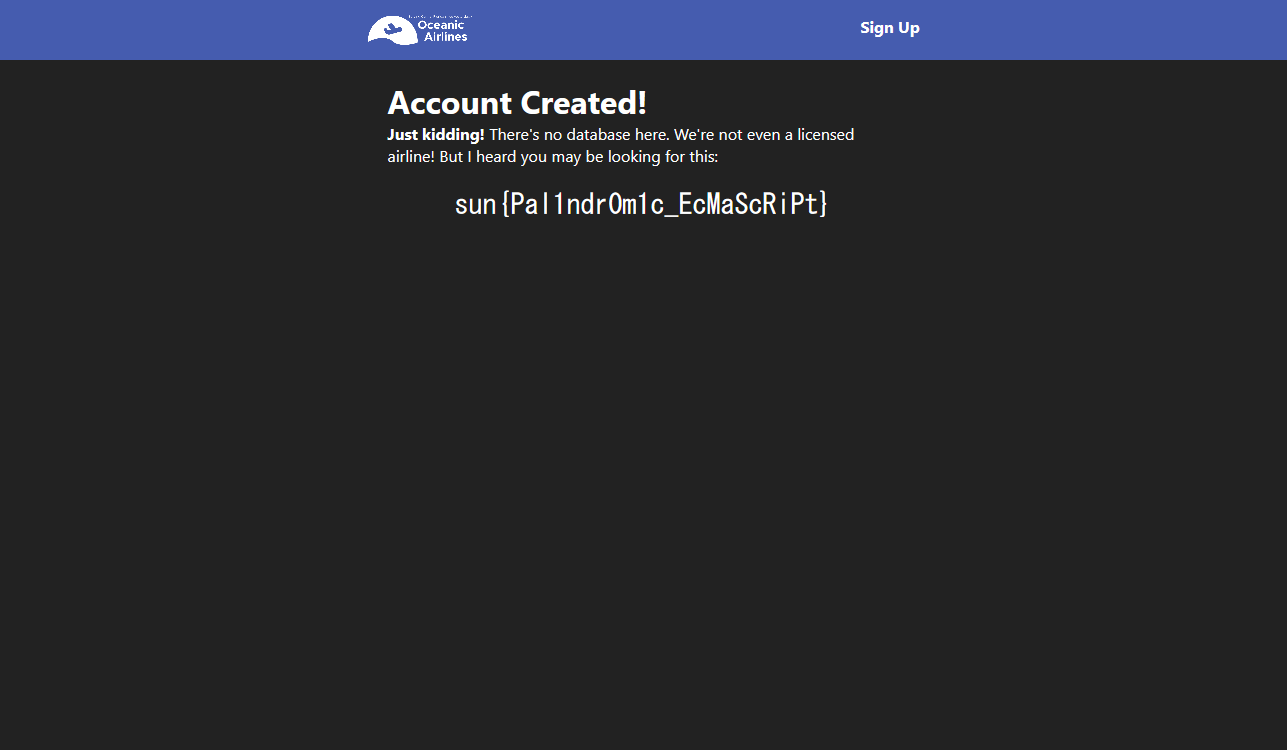 Oceanic
Airlines
Sign Up
Account Created!
Just kidding! There's no database here. We're not even a licensed
airline! But I heard you may be looking for this:
sun{Pal1ndr0m1c_EcMaScRiPt}